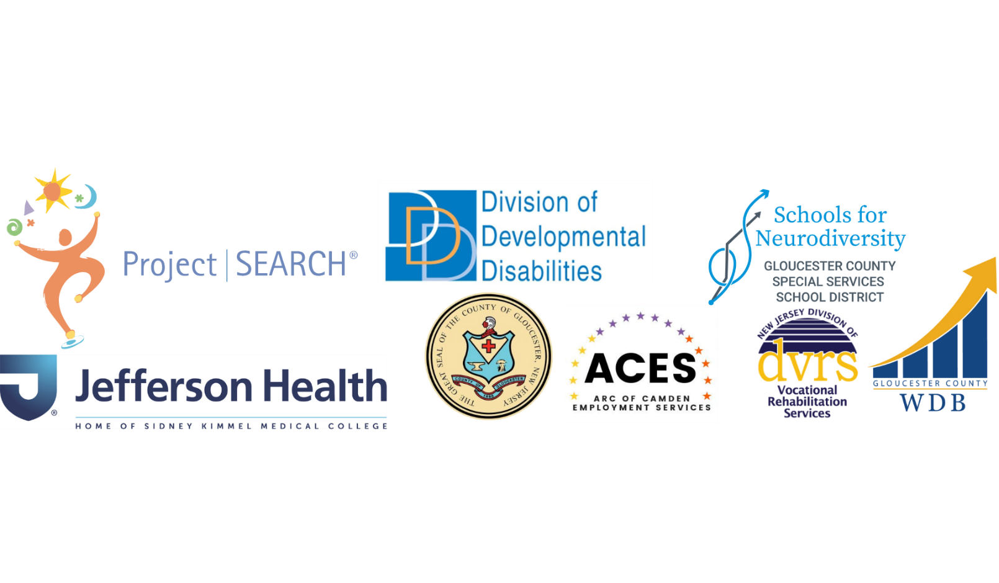 Project | SEARCH®
Jefferson Health
®
HOME OF SIDNEY KIMMEL MEDICAL COLLEGE
DDD
Division of
Developmental
Disabilities
THE GREAT SEAL OF THE COUNTY OF GLOUCESTER, NEW JERSEY
COUNTY OF GLOUCESTER
ACES
ARC OF CAMDEN
EMPLOYMENT SERVICES
Schools for
Neurodiversity
GLOUCESTER COUNTY
SPECIAL SERVICES
SCHOOL DISTRICT
NEW JERSEY DIVISION OF
dvrs
Vocational
Rehabilitation
Services
GLOUCESTER COUNTY
WDB